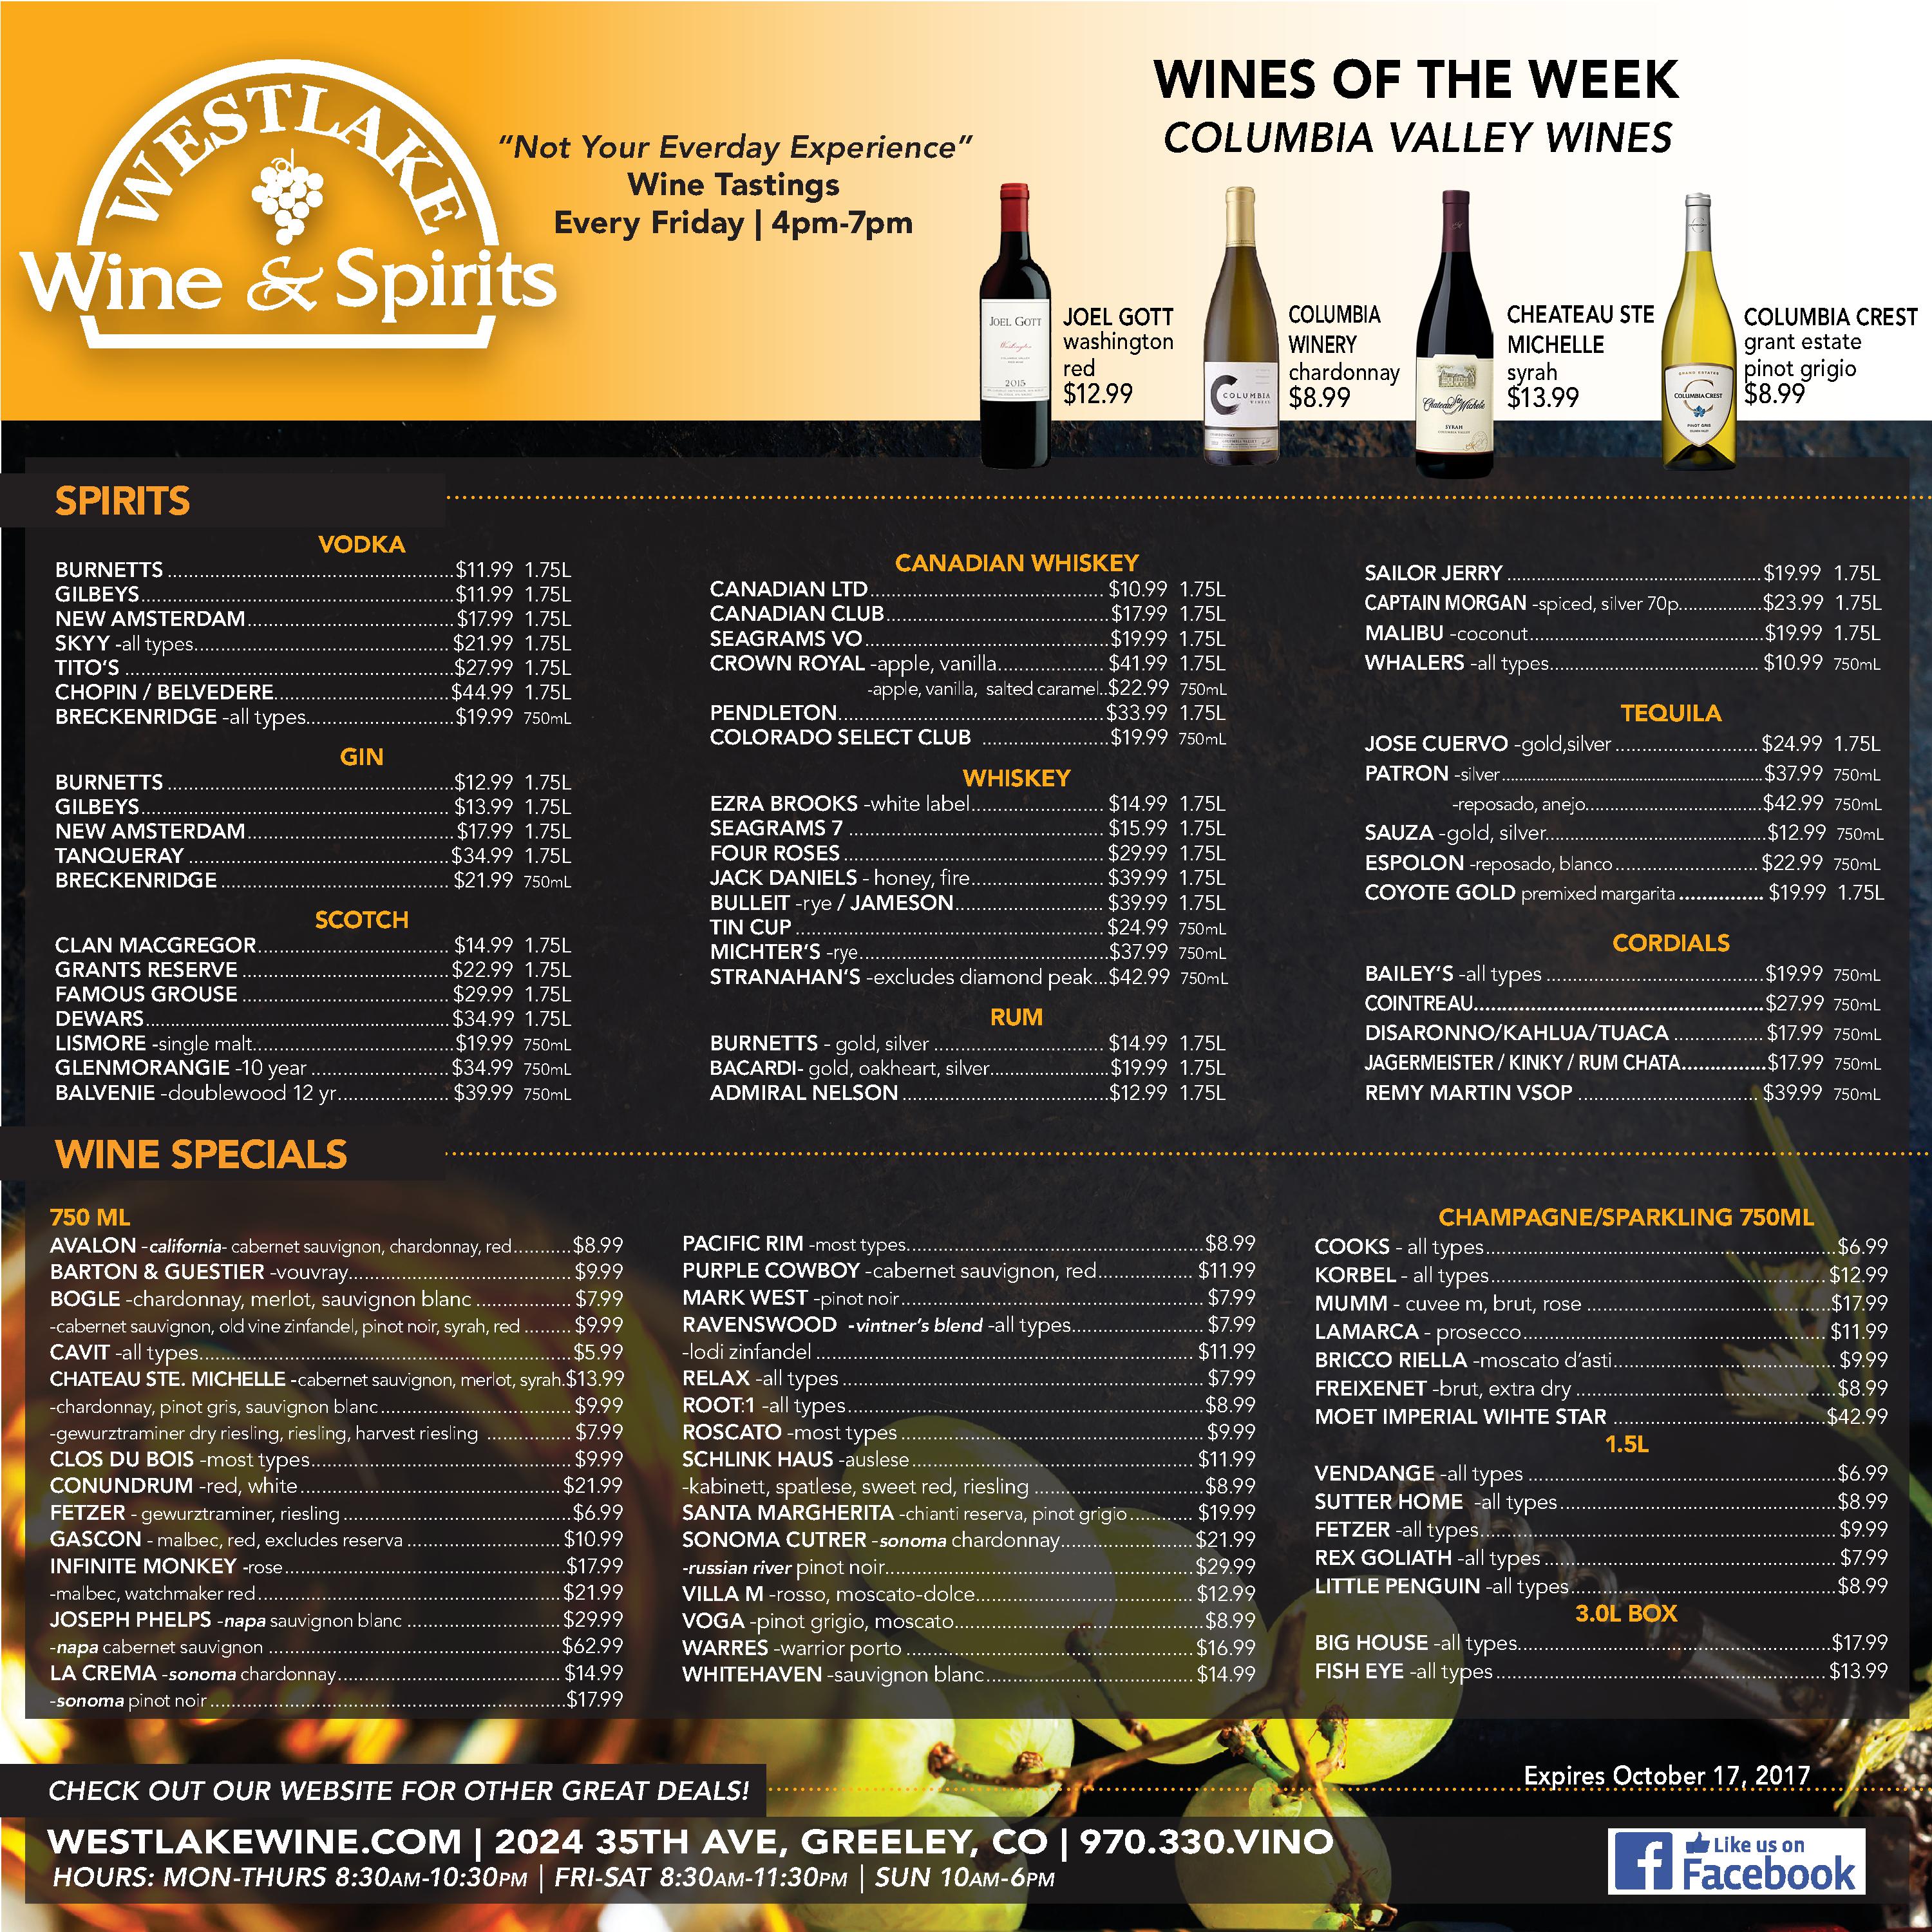 WESTLAKE
Wine & Spirits
“Not Your Everday Experience”
Wine Tastings
Every Friday | 4pm-7pm
WINES OF THE WEEK
COLUMBIA VALLEY WINES
JOEL GOTT
Washington
2015
JOEL GOTT
washington
red
$12.99
COLUMBIA
WINERY
COLUMBIA
WINERY
chardonnay
$8.99
Chateau Ste Michelle
SYRAH
CHEATEAU STE
MICHELLE
syrah
$13.99
GRAND ESTATES
COLUMBIA CREST
PINOT GRIS
COLUMBIA CREST
grant estate
pinot grigio
$8.99
SPIRITS
VODKA
BURNETTS $11.99 1.75L
GILBEYS $11.99 1.75L
NEW AMSTERDAM $17.99 1.75L
SKYY -all types $21.99 1.75L
TITO’S $27.99 1.75L
CHOPIN / BELVEDERE $44.99 1.75L
BRECKENRIDGE -all types $19.99 750mL
GIN
BURNETTS $12.99 1.75L
GILBEYS $13.99 1.75L
NEW AMSTERDAM $17.99 1.75L
TANQUERAY $34.99 1.75L
BRECKENRIDGE $21.99 750mL
SCOTCH
CLAN MACGREGOR $14.99 1.75L
GRANTS RESERVE $22.99 1.75L
FAMOUS GROUSE $29.99 1.75L
DEWARS $34.99 1.75L
LISMORE -single malt $19.99 750mL
GLENMORANGIE -10 year $34.99 750mL
BALVENIE -doublewood 12 yr $39.99 750mL
CANADIAN WHISKEY
CANADIAN LTD $10.99 1.75L
CANADIAN CLUB $17.99 1.75L
SEAGRAMS VO $19.99 1.75L
CROWN ROYAL -apple, vanilla $41.99 1.75L
-apple, vanilla, salted caramel $22.99 750mL
PENDLETON $33.99 1.75L
COLORADO SELECT CLUB $19.99 750mL
WHISKEY
EZRA BROOKS -white label $14.99 1.75L
SEAGRAMS 7 $15.99 1.75L
FOUR ROSES $29.99 1.75L
JACK DANIELS - honey, fire $39.99 1.75L
BULLEIT -rye / JAMESON $39.99 1.75L
TIN CUP $24.99 750mL
MICHTER’S -rye $37.99 750mL
STRANAHAN’S -excludes diamond peak $42.99 750mL
RUM
BURNETTS - gold, silver $14.99 1.75L
BACARDI- gold, oakheart, silver $19.99 1.75L
ADMIRAL NELSON $12.99 1.75L
SAILOR JERRY $19.99 1.75L
CAPTAIN MORGAN -spiced, silver 70p $23.99 1.75L
MALIBU -coconut $19.99 1.75L
WHALERS -all types $10.99 750mL
TEQUILA
JOSE CUERVO -gold,silver $24.99 1.75L
PATRON -silver $37.99 750mL
-reposado, anejo $42.99 750mL
SAUZA -gold, silver $12.99 750mL
ESPOLON -reposado, blanco $22.99 750mL
COYOTE GOLD premixed margarita $19.99 1.75L
CORDIALS
BAILEY’S -all types $19.99 750mL
COINTREAU $27.99 750mL
DISARONNO/KAHLUA/TUACA $17.99 750mL
JAGERMEISTER / KINKY / RUM CHATA $17.99 750mL
REMY MARTIN VSOP $39.99 750mL
WINE SPECIALS
750 ML
AVALON -california- cabernet sauvignon, chardonnay, red $8.99
BARTON & GUESTIER -vouvray $9.99
BOGLE -chardonnay, merlot, sauvignon blanc $7.99
-cabernet sauvignon, old vine zinfandel, pinot noir, syrah, red $9.99
CAVIT -all types $5.99
CHATEAU STE. MICHELLE -cabernet sauvignon, merlot, syrah $13.99
-chardonnay, pinot gris, sauvignon blanc $9.99
-gewurztraminer dry riesling, riesling, harvest riesling $7.99
CLOS DU BOIS -most types $9.99
CONUNDRUM -red, white $21.99
FETZER - gewurztraminer, riesling $6.99
GASCON - malbec, red, excludes reserva $10.99
INFINITE MONKEY -rose $17.99
-malbec, watchmaker red $21.99
JOSEPH PHELPS -napa sauvignon blanc $29.99
-napa cabernet sauvignon $62.99
LA CREMA -sonoma chardonnay $14.99
-sonoma pinot noir $17.99
PACIFIC RIM -most types $8.99
PURPLE COWBOY -cabernet sauvignon, red $11.99
MARK WEST -pinot noir $7.99
RAVENSWOOD -vintner’s blend -all types $7.99
-lodi zinfandel $11.99
RELAX -all types $7.99
ROOT:1 -all types $8.99
ROSCATO -most types $9.99
SCHLINK HAUS -auslese $11.99
-kabinett, spatlese, sweet red, riesling $8.99
SANTA MARGHERITA -chianti reserva, pinot grigio $19.99
SONOMA CUTRER -sonoma chardonnay $21.99
-russian river pinot noir $29.99
VILLA M -rosso, moscato-dolce $12.99
VOGA -pinot grigio, moscato $8.99
WARRES -warrior porto $16.99
WHITEHAVEN -sauvignon blanc $14.99
CHAMPAGNE/SPARKLING 750ML
COOKS - all types $6.99
KORBEL - all types $12.99
MUMM - cuvee m, brut, rose $17.99
LAMARCA - prosecco $11.99
BRICCO RIELLA -moscato d’asti $9.99
FREIXENET -brut, extra dry $8.99
MOET IMPERIAL WIHTE STAR $42.99
1.5L
VENDANGE -all types $6.99
SUTTER HOME -all types $8.99
FETZER -all types $9.99
REX GOLIATH -all types $7.99
LITTLE PENGUIN -all types $8.99
3.0L BOX
BIG HOUSE -all types $17.99
FISH EYE -all types $13.99
CHECK OUT OUR WEBSITE FOR OTHER GREAT DEALS!
Expires October 17, 2017
WESTLAKEWINE.COM | 2024 35TH AVE, GREELEY, CO | 970.330.VINO
HOURS: MON-THURS 8:30AM-10:30PM | FRI-SAT 8:30AM-11:30PM | SUN 10AM-6PM
f Like us on
Facebook